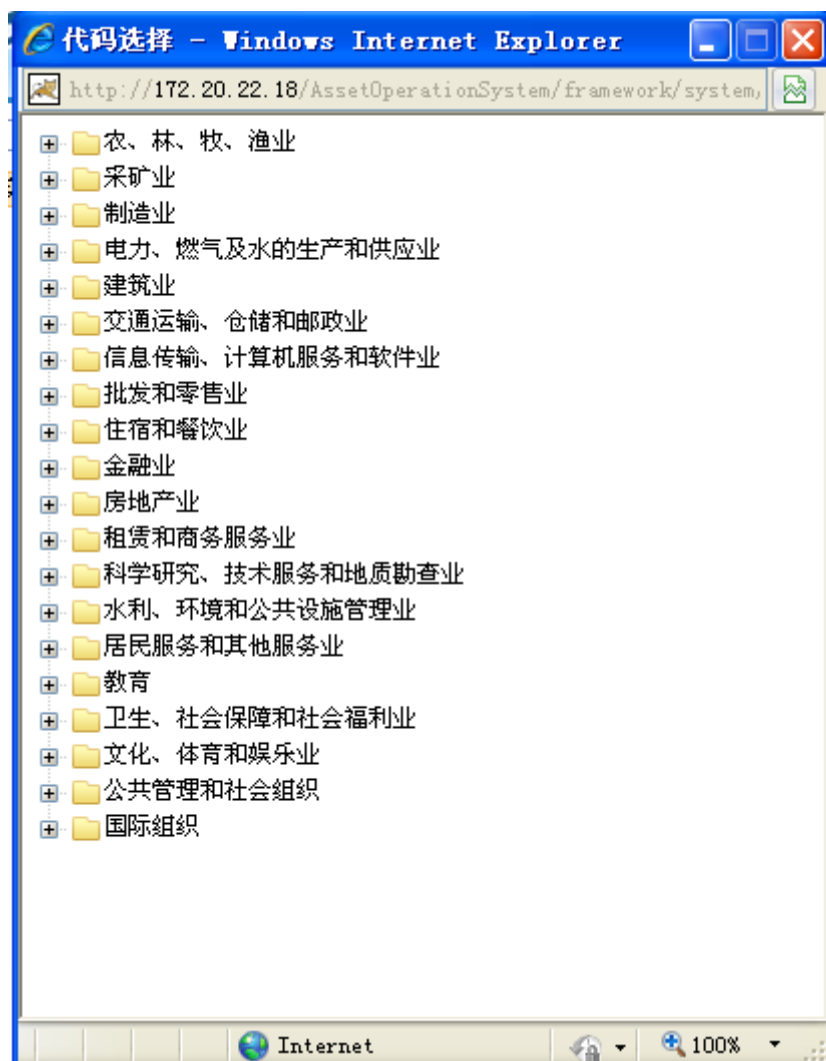 代码选择 - Windows Internet Explorer
http://172.20.22.18/AssetOperationSystem/framework/system/
农、林、牧、渔业
采矿业
制造业
电力、燃气及水的生产和供应业
建筑业
交通运输、仓储和邮政业
信息传输、计算机服务和软件业
批发和零售业
住宿和餐饮业
金融业
房地产业
租赁和商务服务业
科学研究、技术服务和地质勘查业
水利、环境和公共设施管理业
居民服务和其他服务业
教育
卫生、社会保障和社会福利业
文化、体育和娱乐业
公共管理和社会组织
国际组织
Internet
100%